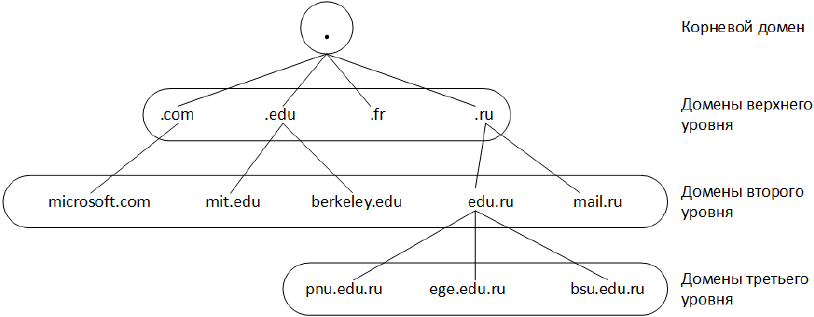 .
Корневой домен
.com .edu .fr .ru
Домены верхнего
уровня
microsoft.com mit.edu berkeley.edu edu.ru mail.ru
Домены второго
уровня
pnu.edu.ru ege.edu.ru bsu.edu.ru
Домены третьего
уровня